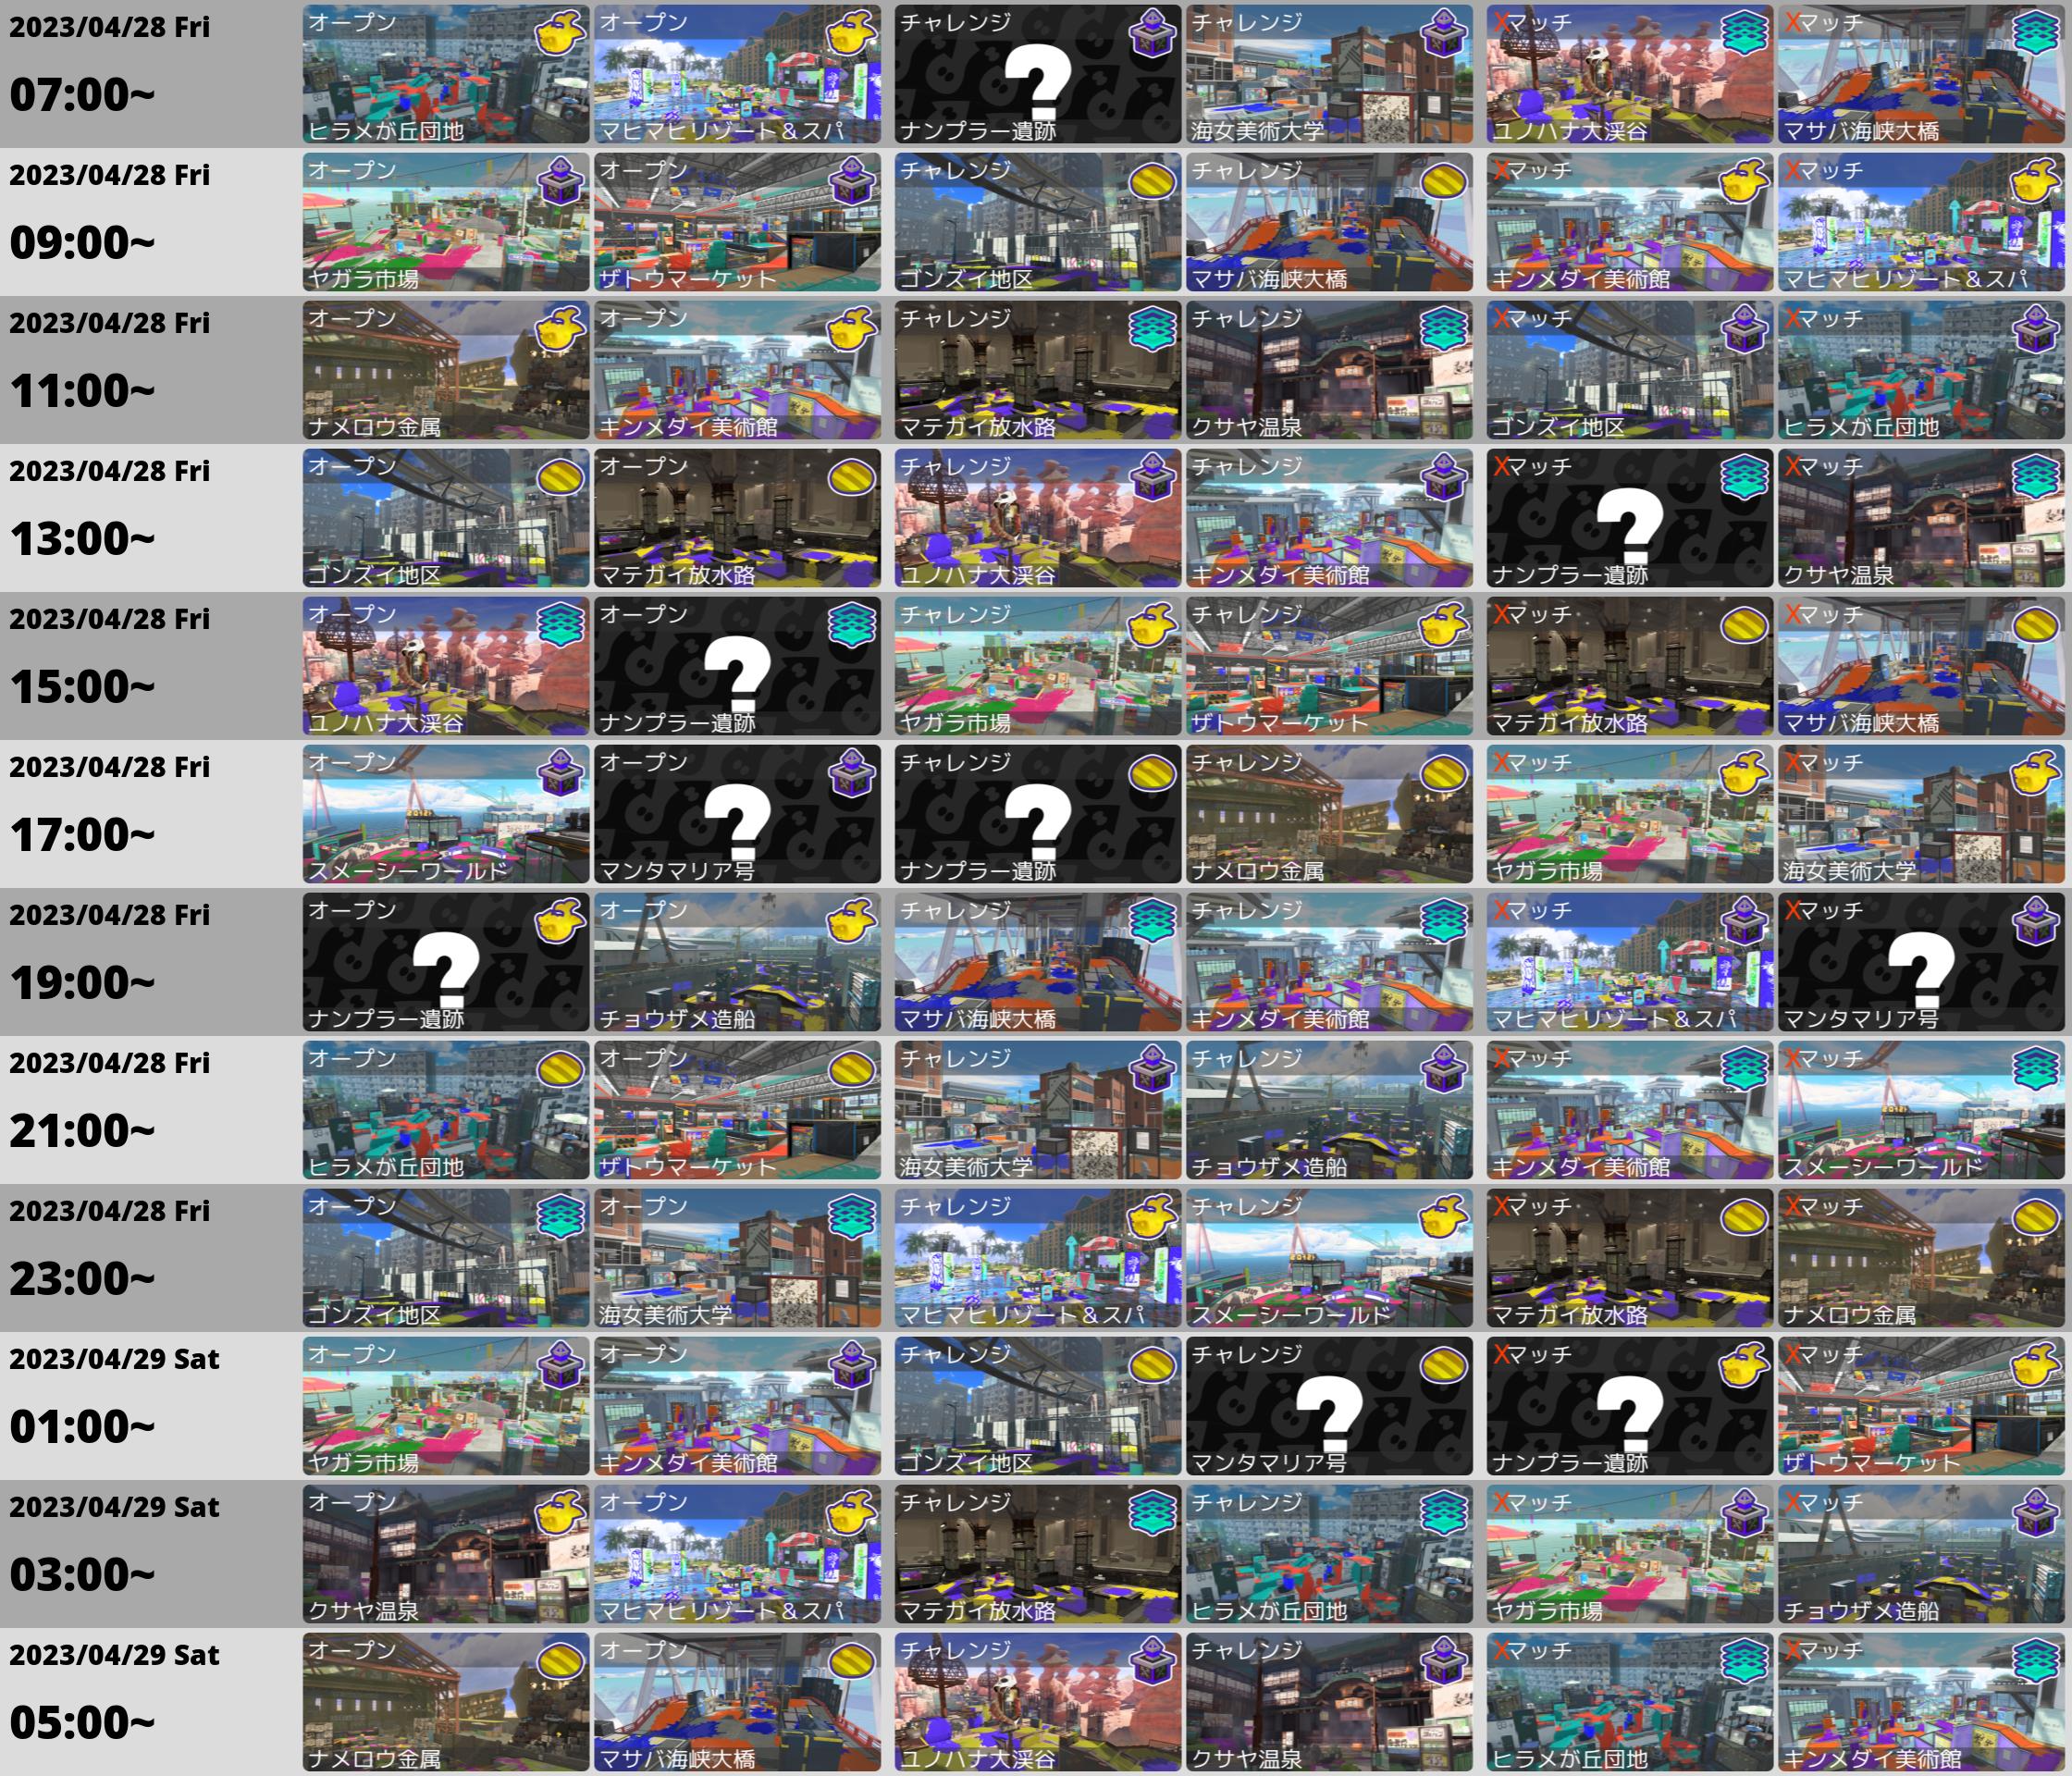 2023/04/28 Fri
07:00~
オープン オープン チャレンジ チャレンジ Xマッチ Xマッチ
ヒラメが丘団地 マヒマヒリゾート＆スパ ナンプラー遺跡 海女美術大学 ユノハナ大渓谷 マサバ海峡大橋
2023/04/28 Fri
09:00~
オープン オープン チャレンジ チャレンジ Xマッチ Xマッチ
ヤガラ市場 ザトウマーケット ゴンズイ地区 マサバ海峡大橋 キンメダイ美術館 マヒマヒリゾート＆スパ
2023/04/28 Fri
11:00~
オープン オープン チャレンジ チャレンジ Xマッチ Xマッチ
ナメロウ金属 キンメダイ美術館 マテガイ放水路 クサヤ温泉 ゴンズイ地区 ヒラメが丘団地
2023/04/28 Fri
13:00~
オープン オープン チャレンジ チャレンジ Xマッチ Xマッチ
ゴンズイ地区 マテガイ放水路 ユノハナ大渓谷 キンメダイ美術館 ナンプラー遺跡 クサヤ温泉
2023/04/28 Fri
15:00~
オープン オープン チャレンジ チャレンジ Xマッチ Xマッチ
ユノハナ大渓谷 ナンプラー遺跡 ヤガラ市場 ザトウマーケット マテガイ放水路 マサバ海峡大橋
2023/04/28 Fri
17:00~
オープン オープン チャレンジ チャレンジ Xマッチ Xマッチ
スメーシーワールド マンタマリア号 ナンプラー遺跡 ナメロウ金属 ヤガラ市場 海女美術大学
2023/04/28 Fri
19:00~
オープン オープン チャレンジ チャレンジ Xマッチ Xマッチ
ナンプラー遺跡 チョウザメ造船 マサバ海峡大橋 キンメダイ美術館 マヒマヒリゾート＆スパ マンタマリア号
2023/04/28 Fri
21:00~
オープン オープン チャレンジ チャレンジ Xマッチ Xマッチ
ヒラメが丘団地 ザトウマーケット 海女美術大学 チョウザメ造船 キンメダイ美術館 スメーシーワールド
2023/04/28 Fri
23:00~
オープン オープン チャレンジ チャレンジ Xマッチ Xマッチ
ゴンズイ地区 海女美術大学 マヒマヒリゾート＆スパ スメーシーワールド マテガイ放水路 ナメロウ金属
2023/04/29 Sat
01:00~
オープン オープン チャレンジ チャレンジ Xマッチ Xマッチ
ヤガラ市場 キンメダイ美術館 ゴンズイ地区 マンタマリア号 ナンプラー遺跡 ザトウマーケット
2023/04/29 Sat
03:00~
オープン オープン チャレンジ チャレンジ Xマッチ Xマッチ
クサヤ温泉 マヒマヒリゾート＆スパ マテガイ放水路 ヒラメが丘団地 ヤガラ市場 チョウザメ造船
2023/04/29 Sat
05:00~
オープン オープン チャレンジ チャレンジ Xマッチ Xマッチ
ナメロウ金属 マサバ海峡大橋 ユノハナ大渓谷 クサヤ温泉 ヒラメが丘団地 キンメダイ美術館